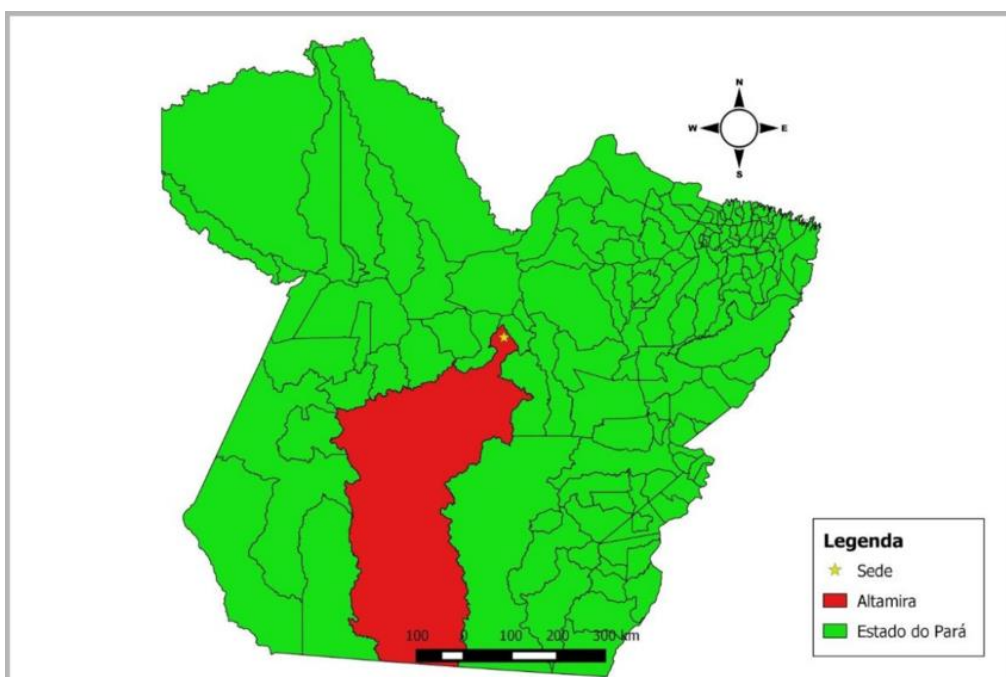 N
W E
S
Legenda
Sede
Altamira
Estado do Pará
100 0 100 200 300 km